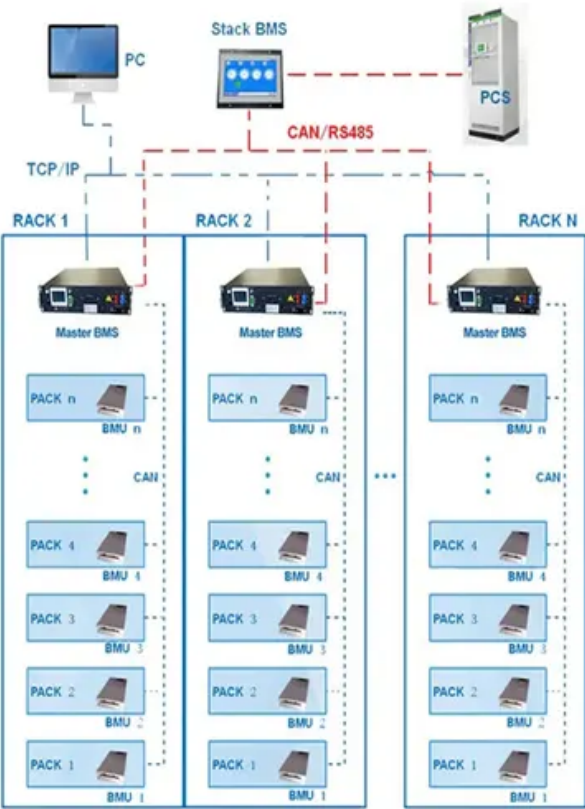 Stack BMS
PC
PCS
CAN/RS485
TCP/IP
RACK 1
RACK 2
RACK N
Master BMS
Master BMS
Master BMS
PACK n
BMU n
PACK n
BMU n
PACK n
BMU n
CAN
CAN
CAN
PACK 4
BMU 4
PACK 4
BMU 4
PACK 4
BMU 4
PACK 3
BMU 3
PACK 3
BMU 3
PACK 3
BMU 3
PACK 2
BMU 2
PACK 2
BMU 2
PACK 2
BMU 2
PACK 1
BMU 1
PACK 1
BMU 1
PACK 1
BMU 1